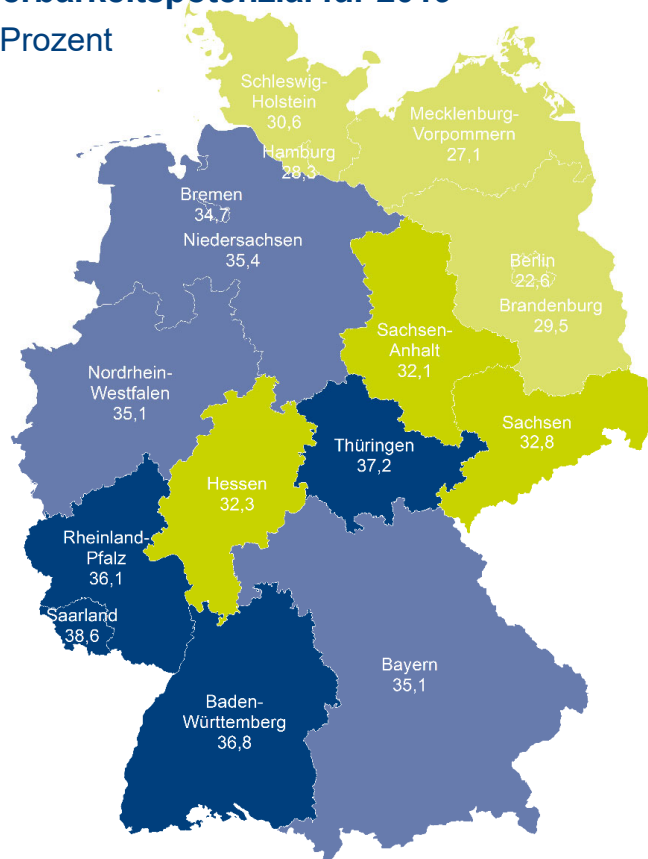 Prozent
Schleswig-
Holstein
30,6
Mecklenburg-
Vorpommern
27,1
Hamburg
28,3
Bremen
34,7
Niedersachsen
35,4
Berlin
22,6
Brandenburg
29,5
Sachsen-
Anhalt
32,1
Nordrhein-
Westfalen
35,1
Sachsen
32,8
Thüringen
37,2
Hessen
32,3
Rheinland-
Pfalz
36,1
Saarland
38,6
Bayern
35,1
Baden-
Württemberg
36,8